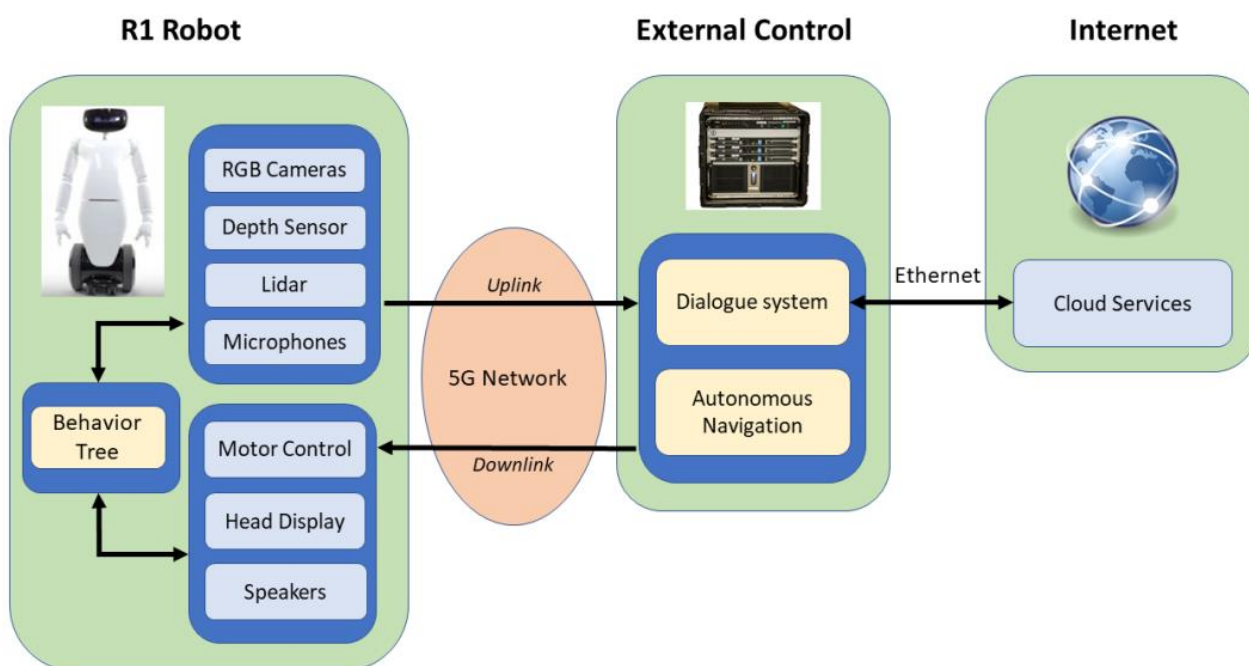 R1 Robot
External Control
Internet
RGB Cameras
Depth Sensor
Lidar
Microphones
Behavior
Tree
Motor Control
Head Display
Speakers
Uplink
5G Network
Downlink
Dialogue system
Autonomous
Navigation
Ethernet
Cloud Services